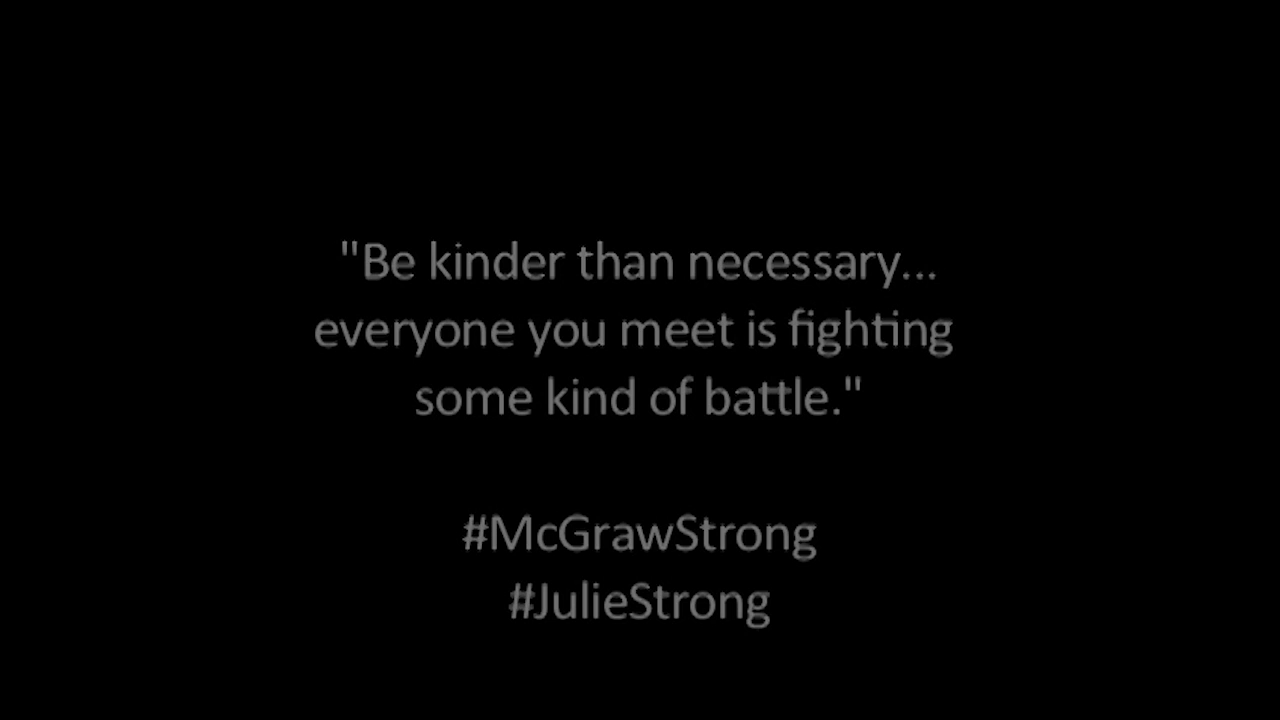 "Be kinder than necessary...
everyone you meet is fighting
some kind of battle."
#McGrawStrong
#JulieStrong